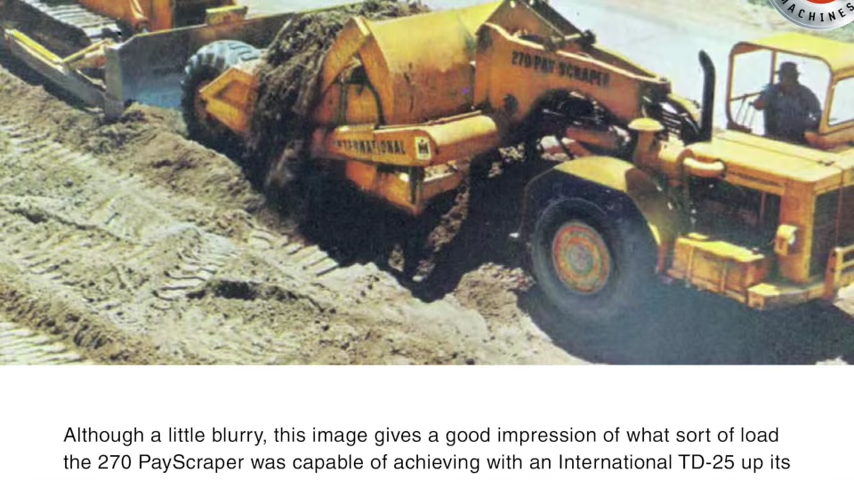 MACHINES
270 PAY SCRAPER
INTERNATIONAL
Although a little blurry, this image gives a good impression of what sort of load
the 270 PayScraper was capable of achieving with an International TD-25 up its